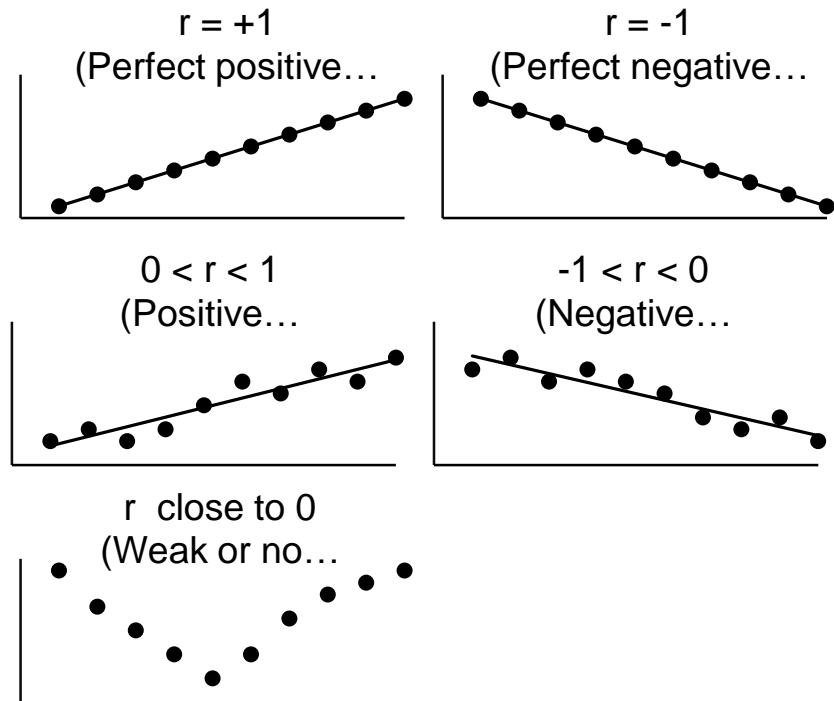 r = +1
(Perfect positive…
r = -1
(Perfect negative…
0 < r < 1
(Positive…
-1 < r < 0
(Negative…
r close to 0
(Weak or no…